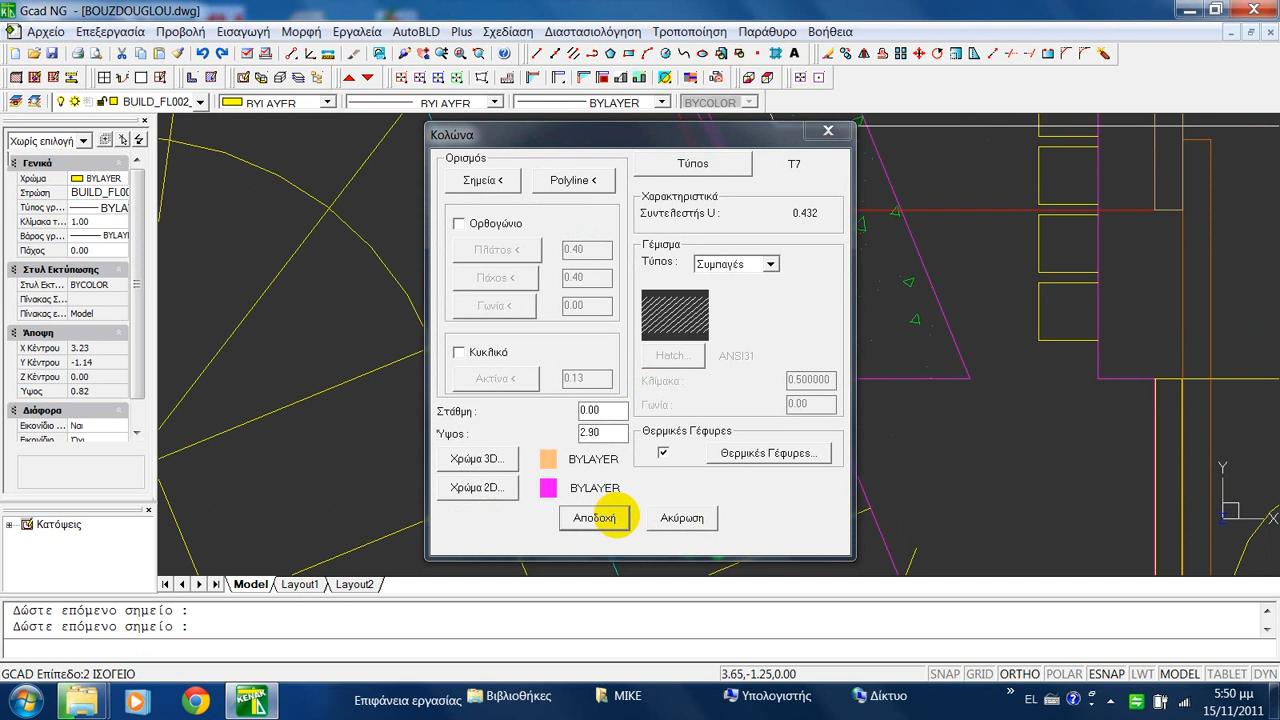 Gcad NG - [BOUZDOUGLOU.dwg]
Αρχείο Επεξεργασία Προβολή Εισαγωγή Μορφή Εργαλεία AutoBLD Plus Σχεδίαση Διαστασιολόγηση Τροποποίηση Παράθυρο Βοήθεια
BUILD_FL002_ BYLAYER BYLAYER BYLAYER BYCOLOR
Χωρίς επιλογή
Γενικά
Χρώμα BYLAYER
Στρώση BUILD_FL00
Τύπος γρ... BYLA
Κλίμακα τ... 1.00
Βάρος γρ... BYLAY
Πάχος 0.00
Στυλ Εκτύπωσης
Στυλ Εκτ... BYCOLOR
Πίνακας Σ...
Πίνακας ε... Model
Άποψη
X Κέντρου 3.23
Y Κέντρου -1.14
Z Κέντρου 0.00
Υψος 0.82
Διάφορα
Εικονίδιο ... Ναι
Κατόψεις
Κολώνα
Ορισμός
Σημεία < Polyline <
Ορθογώνιο
Πλάτος < 0.40
Πάχος < 0.40
Γωνία < 0.00
Κυκλικό
Ακτίνα < 0.13
Στάθμη : 0.00
Ύψος : 2.90
Χρώμα 3D... BYLAYER
Χρώμα 2D... BYLAYER
Τύπος T7
Χαρακτηριστικά
Συντελεστής U : 0.432
Γέμισμα
Τύπος : Συμπαγές
Hatch... ANSI31
Κλίμακα : 0.500000
Γωνία : 0.00
Θερμικές Γέφυρες
Θερμικές Γέφυρες...
Αποδοχή Ακύρωση
Y
X
Z
Model Layout1 Layout2
Δώστε επόμενο σημείο :
Δώστε επόμενο σημείο :
GCAD Επίπεδο:2 ΙΣΟΓΕΙΟ 3.65,-1.25,0.00 SNAP GRID ORTHO POLAR ESNAP LWT MODEL TABLET DYN
KENAK Επιφάνεια εργασίας Βιβλιοθήκες MIKE Υπολογιστής Δίκτυο » EL 5:50 μμ
15/11/2011